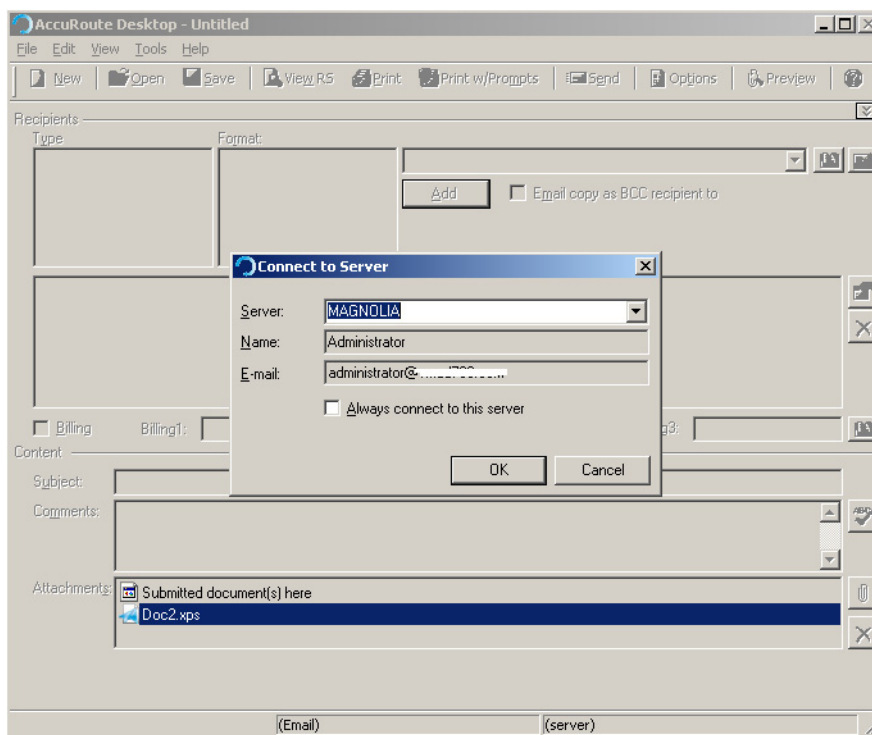 AccuRoute Desktop - Untitled
File Edit View Tools Help
New Open Save View RS Print Print w/Prompts Send Options Preview
Recipients
Type Format:
Add Email copy as BCC recipient to
Connect to Server
Server: MAGNOLIA
Name: Administrator
E-mail: administrator@
Always connect to this server
OK Cancel
Billing Billing1: g3:
Content
Subject:
Comments:
ABC
Attachments: Submitted document(s) here
Doc2.xps
(Email) (server)